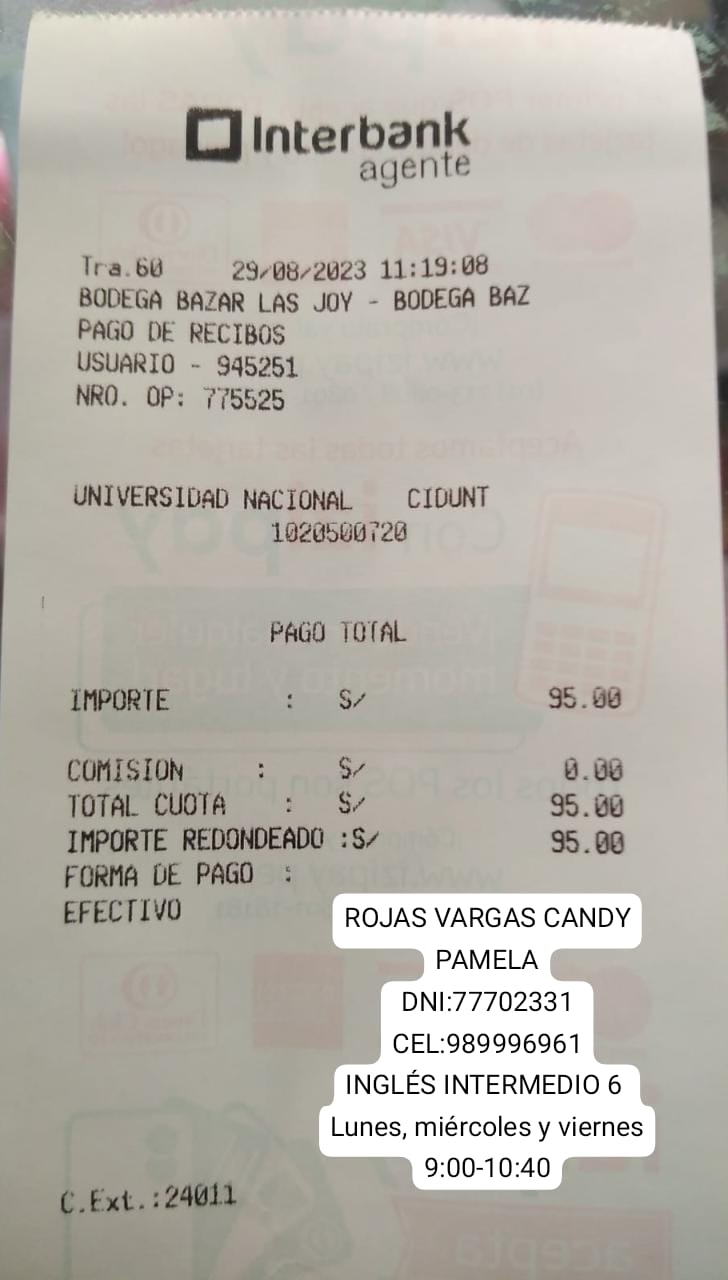 Interbank
agente
Tra.60 29/08/2023 11:19:08
BODEGA BAZAR LAS JOY - BODEGA BAZ
PAGO DE RECIBOS
USUARIO - 945251
NRO. OP: 775525
UNIVERSIDAD NACIONAL CIDUNT
1020500720
PAGO TOTAL
IMPORTE : S/ 95.00
COMISION : S/ 0.00
TOTAL CUOTA : S/ 95.00
IMPORTE REDONDEADO :S/ 95.00
FORMA DE PAGO :
EFECTIVO
ROJAS VARGAS CANDY
PAMELA
DNI:77702331
CEL:989996961
INGLÉS INTERMEDIO 6
Lunes, miércoles y viernes
9:00-10:40
C.Ext.:24011